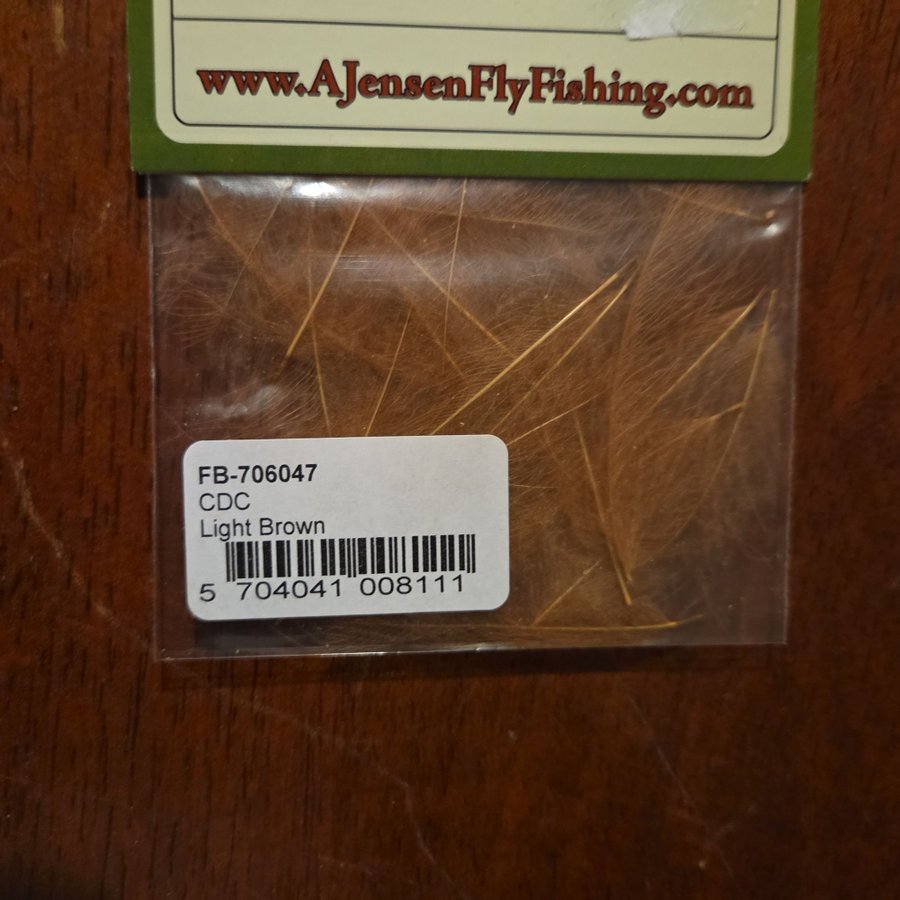 www.AJensenFlyFishing.com
FB-706047
CDC
Light Brown
5 704041 008111